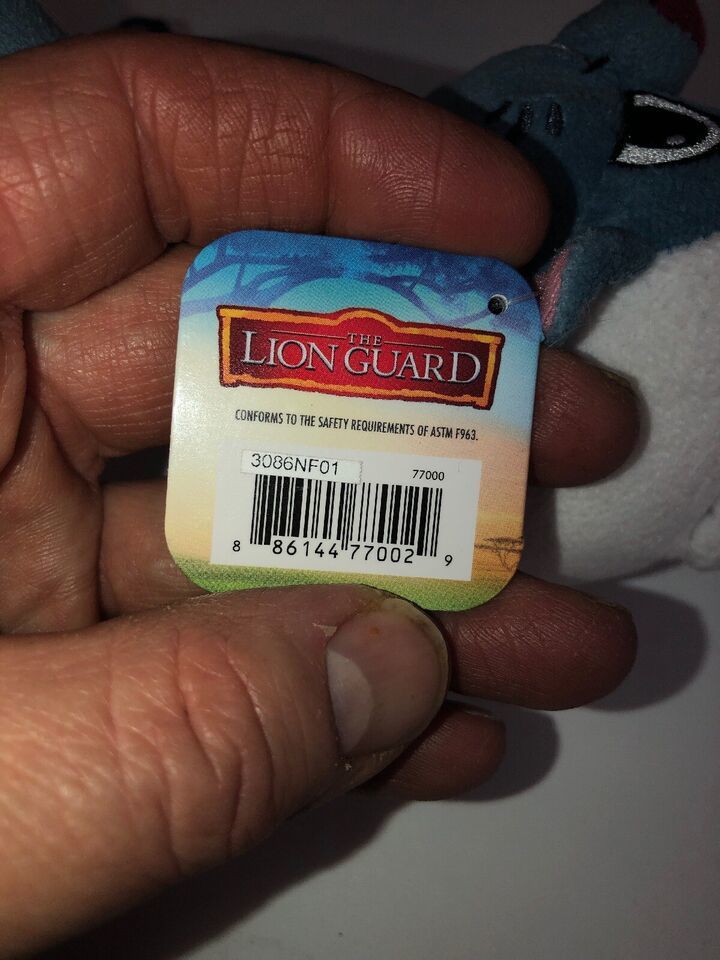 THE
LION GUARD
CONFORMS TO THE SAFETY REQUIREMENTS OF ASTM F963.
3086NF01 77000
8 86144 77002 9